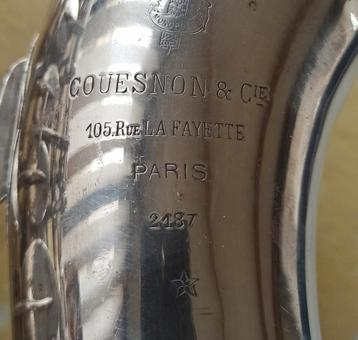 COUESNON & CIE.
105.RUE LA FAYETTE
PARIS
2487